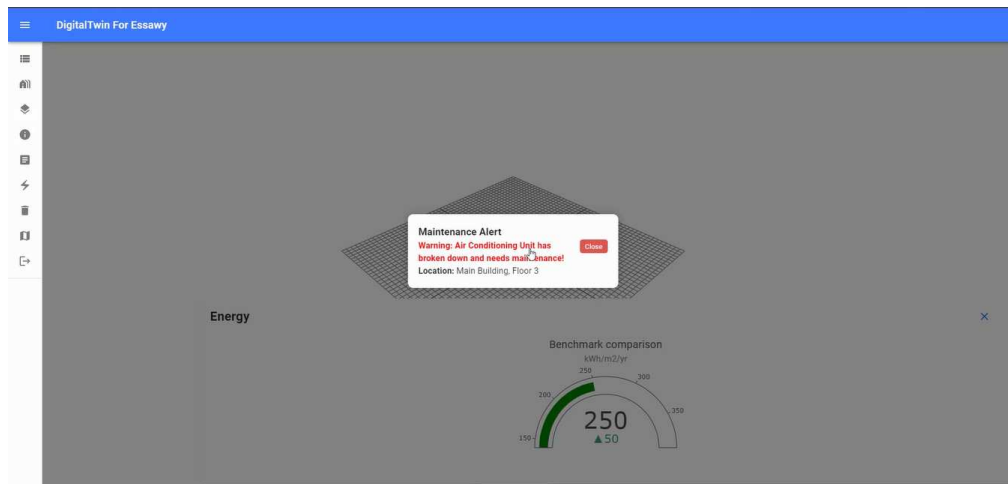 DigitalTwin For Essawy
Maintenance Alert
Warning: Air Conditioning Unit has
broken down and needs maintenance!
Close
Location: Main Building, Floor 3
Energy
Benchmark comparison
kWh/m2/yr
250
300
200
350
150
250
▲50